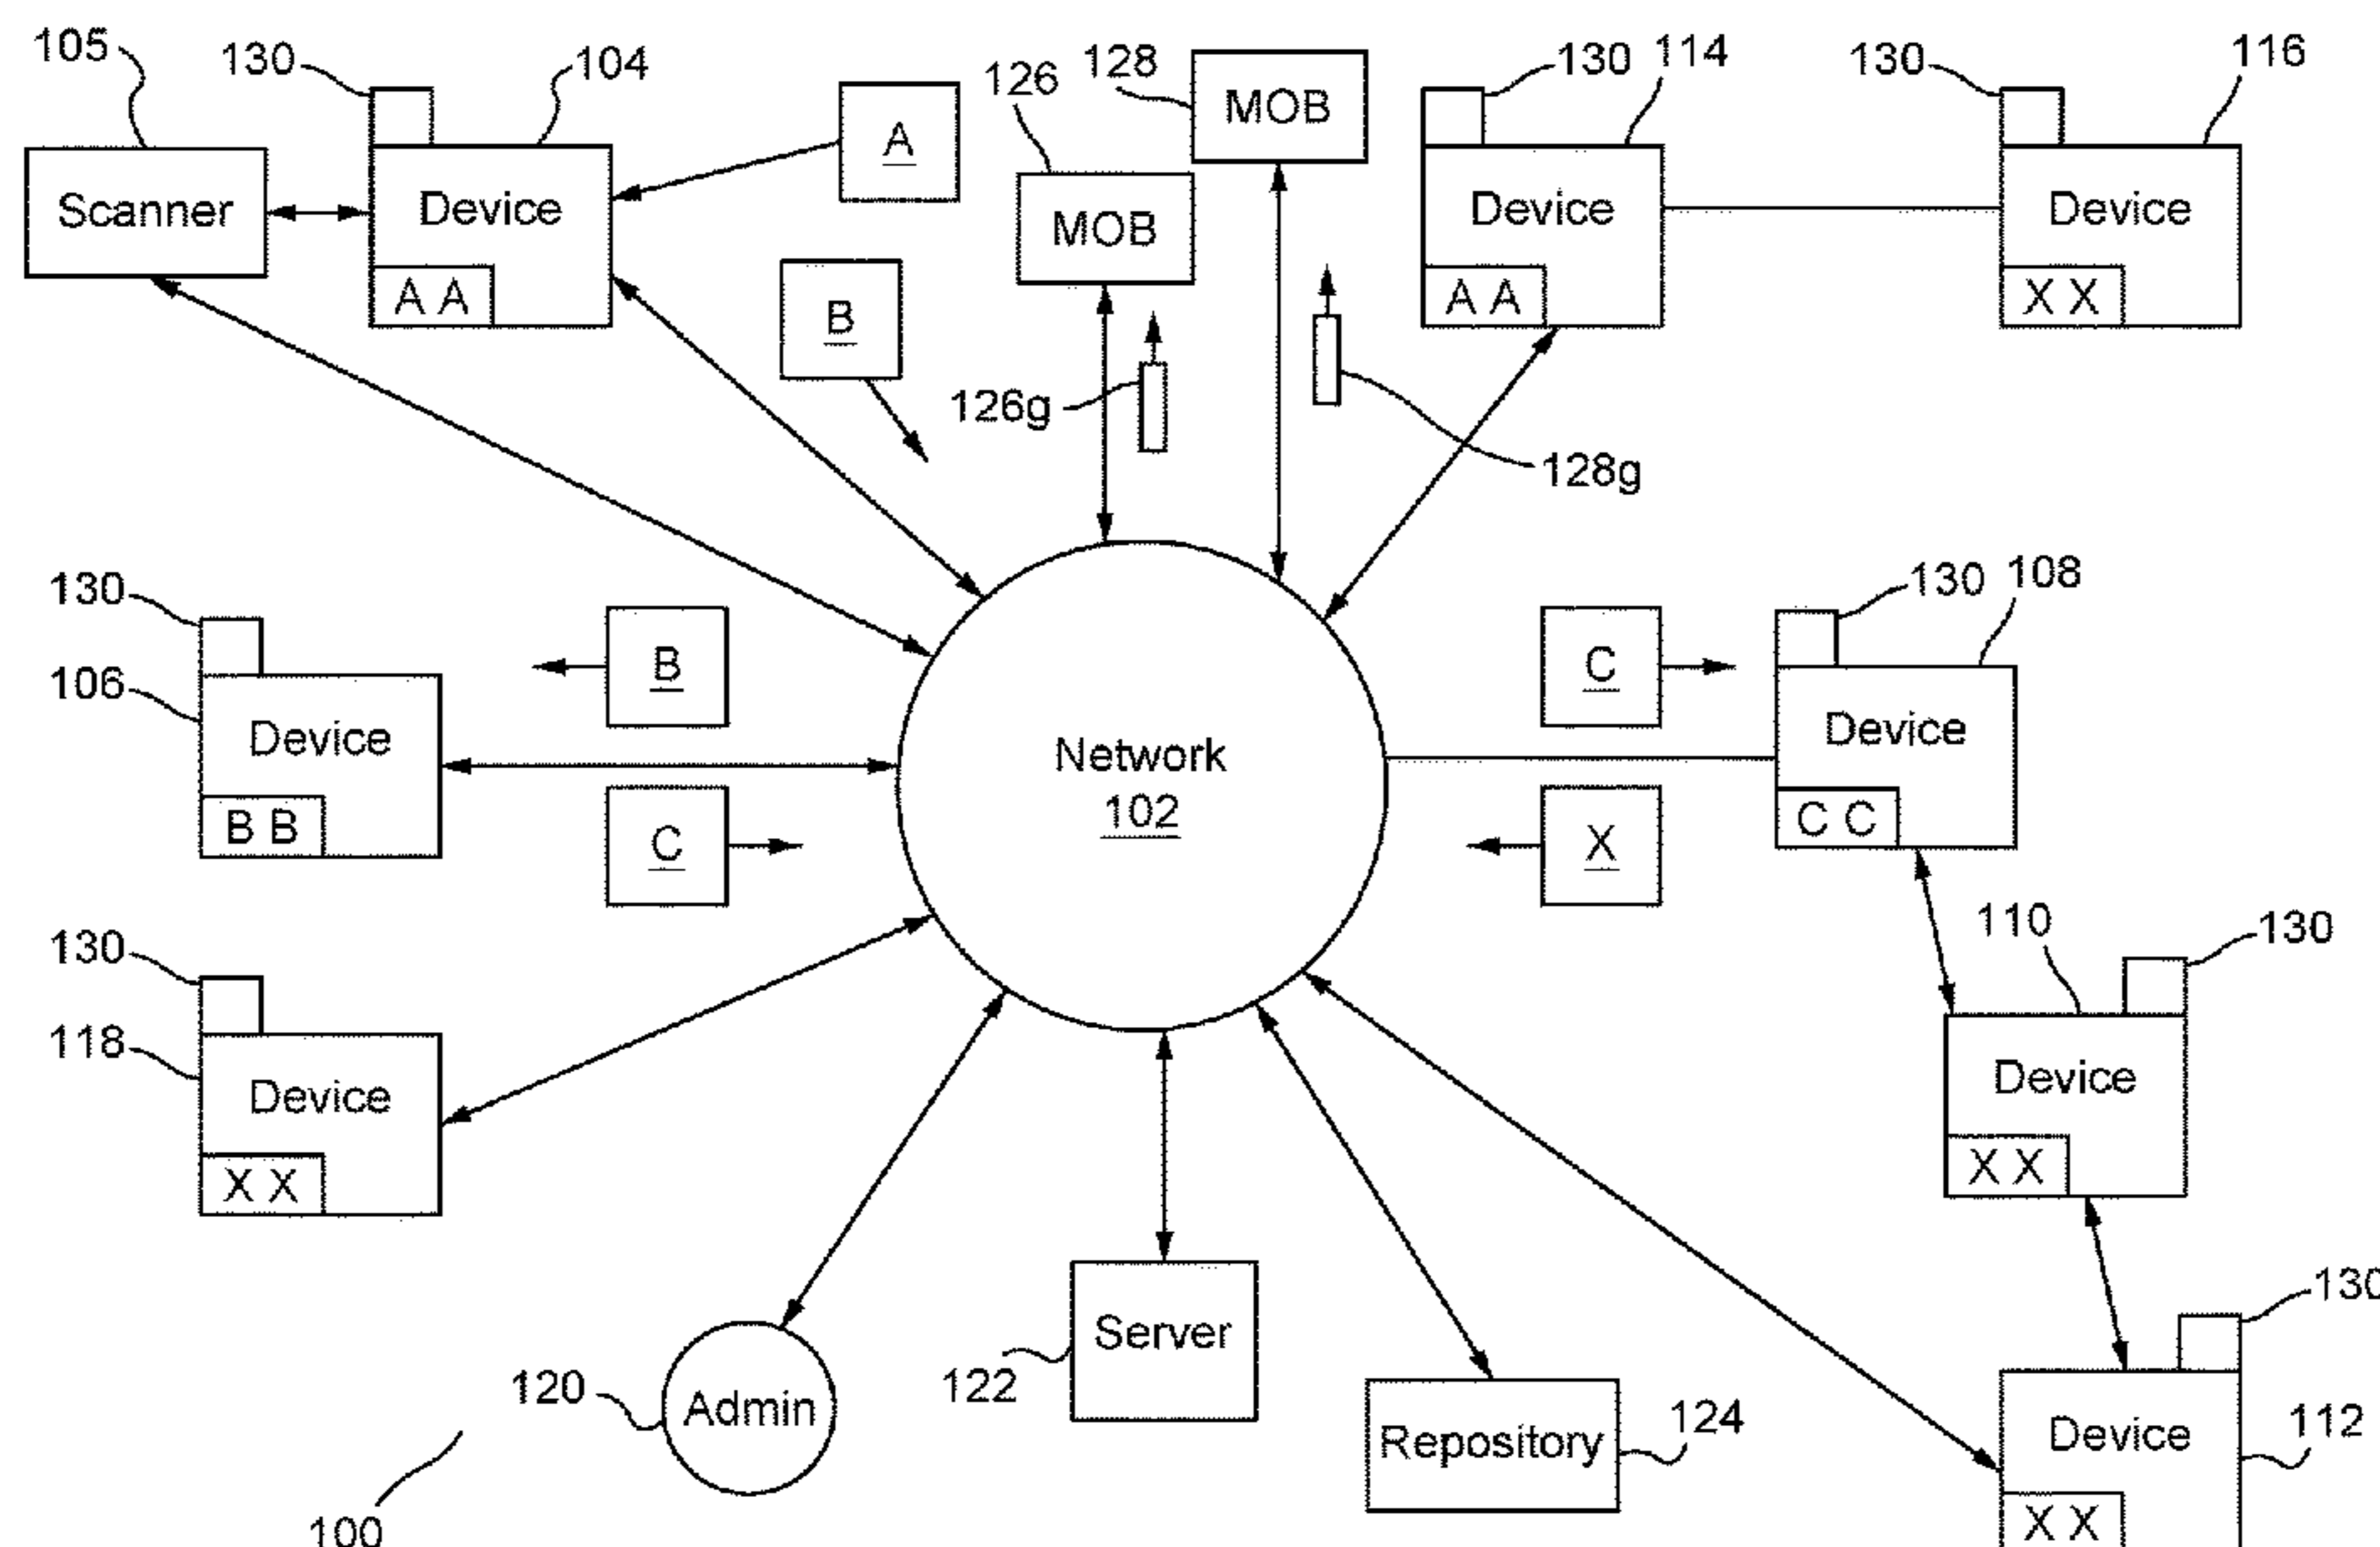 105
130
104
128
130
114
130
116
126
MOB
A
Scanner
Device
MOB
Device
Device
A A
B
A A
X X
126g
128g
130
B
C
130
108
106
Device
Device
Network
102
B B
C
X
C C
130
110
130
118
Device
Device
X X
X X
130
Server
120
Admin
122
Repository
124
Device
112
100
X X